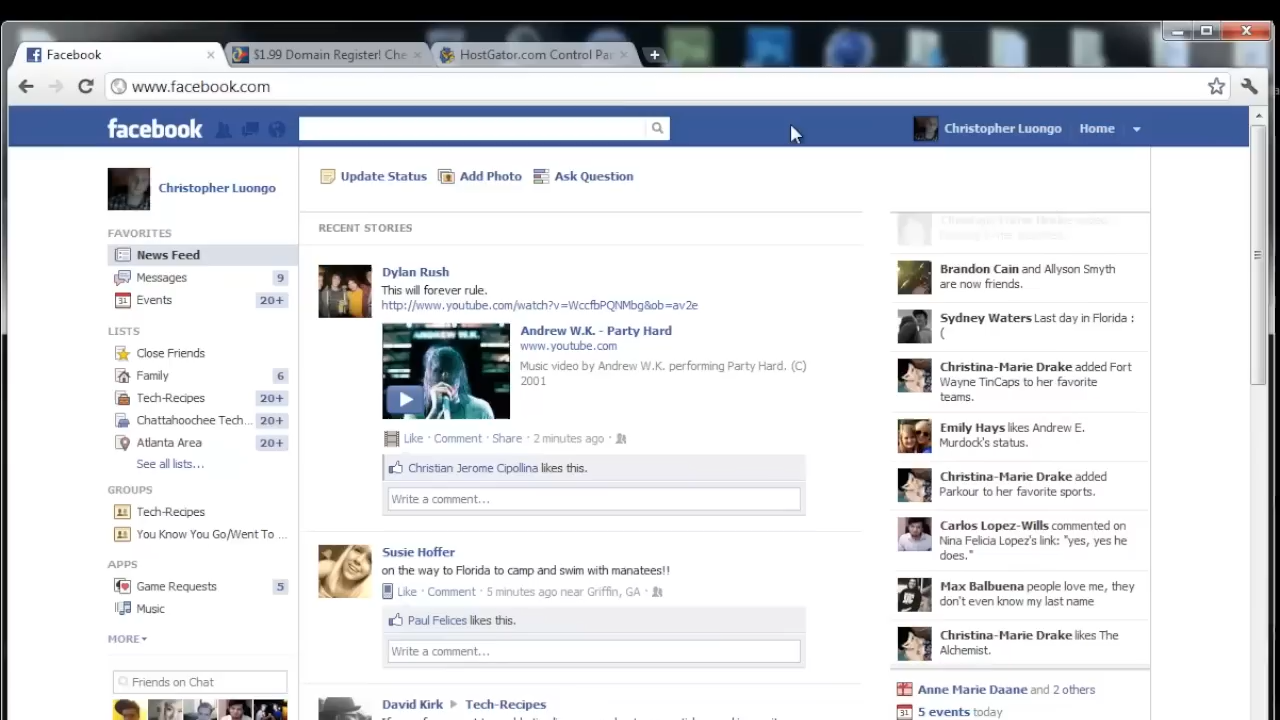 Facebook
$1.99 Domain Register! Che
HostGator.com Control Pa
www.facebook.com
facebook
Christopher Luongo
Home
Christopher Luongo
FAVORITES
News Feed
Messages 9
31 Events 20+
LISTS
Close Friends
Family 6
Tech-Recipes 20+
Chattahoochee Tech... 20+
Atlanta Area 20+
See all lists...
GROUPS
Tech-Recipes
You Know You Go/Went To ...
APPS
Game Requests 5
Music
MORE
Friends on Chat
Update Status Add Photo Ask Question
RECENT STORIES
Dylan Rush
This will forever rule.
http://www.youtube.com/watch?v=WccfbPQNMbg&ob=av2e
Andrew W.K. - Party Hard
www.youtube.com
Music video by Andrew W.K. performing Party Hard. (C)
2001
Like · Comment · Share · 2 minutes ago ·
Christian Jerome Cipollina likes this.
Write a comment...
Susie Hoffer
on the way to Florida to camp and swim with manatees!!
Like · Comment · 5 minutes ago near Griffin, GA ·
Paul Felices likes this.
Write a comment...
David Kirk Tech-Recipes
Brandon Cain and Allyson Smyth
are now friends.
Sydney Waters Last day in Florida :
(
Christina-Marie Drake added Fort
Wayne TinCaps to her favorite
teams.
Emily Hays likes Andrew E.
Murdock's status.
Christina-Marie Drake added
Parkour to her favorite sports.
Carlos Lopez-Wills commented on
Nina Felicia Lopez's link: "yes, yes he
does."
Max Balbuena people love me, they
don't even know my last name
Christina-Marie Drake likes The
Alchemist.
Anne Marie Daane and 2 others
31 5 events today